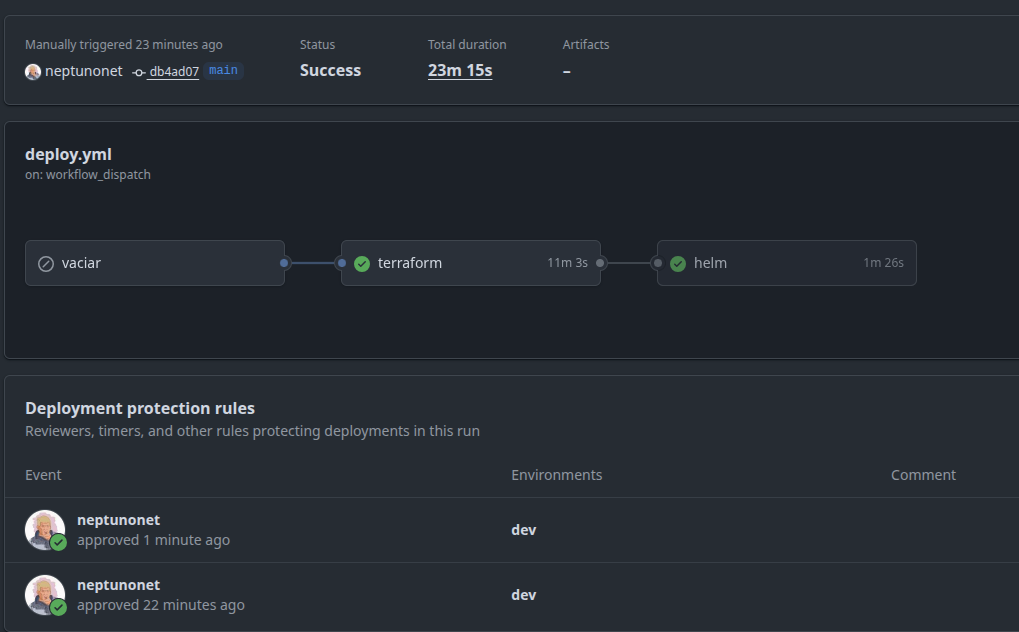 Manually triggered 23 minutes ago
neptunonet db4ad07 main
Status
Success
Total duration
23m 15s
Artifacts
–
deploy.yml
on: workflow_dispatch
vaciar
terraform 11m 3s
helm 1m 26s
Deployment protection rules
Reviewers, timers, and other rules protecting deployments in this run
Event Environments Comment
neptunonet
approved 1 minute ago
dev
neptunonet
approved 22 minutes ago
dev